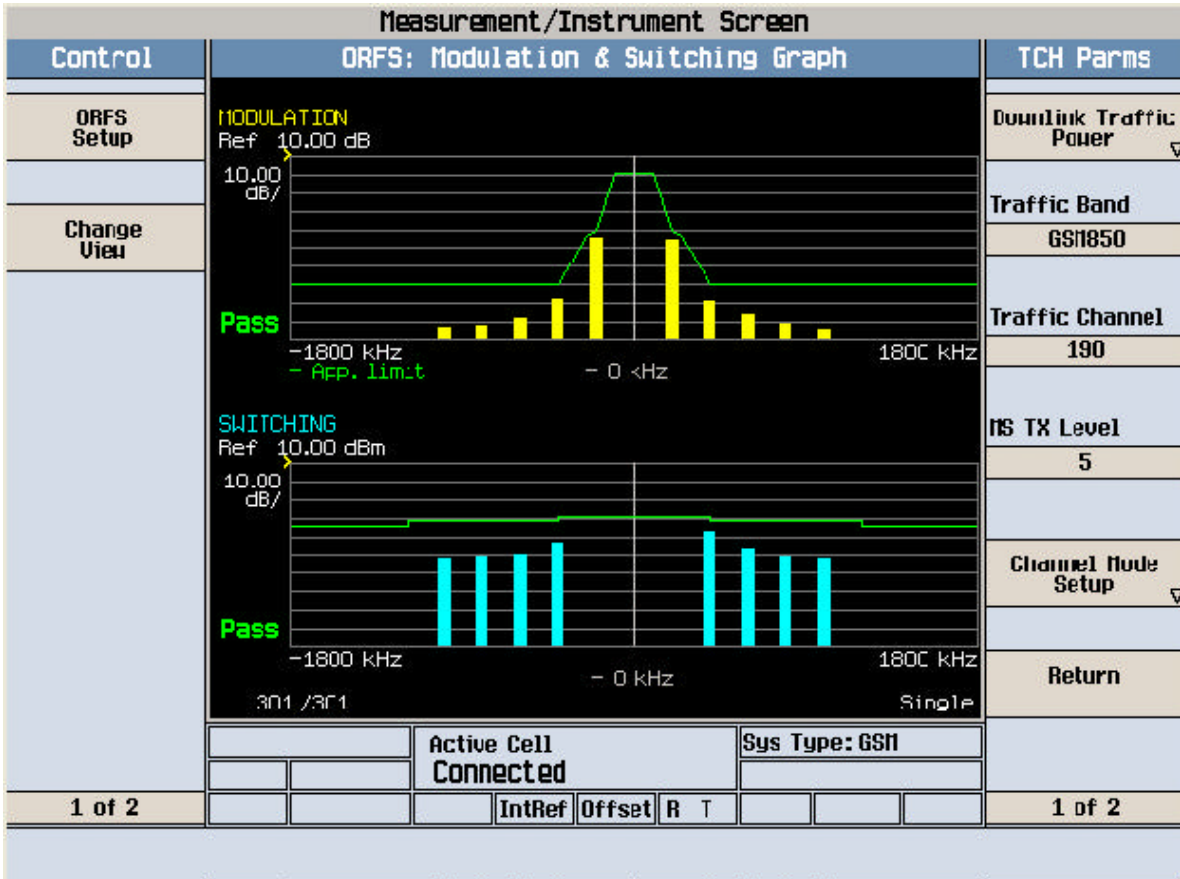 Measurement/Instrument Screen
Control
ORFS: Modulation & Switching Graph
TCH Parms
ORFS
Setup
Change
View
1 of 2
MODULATION
Ref 10.00 dB
10.00
dB/
Pass
-1800 kHz
1800 kHz
- App. limit
- 0 kHz
SWITCHING
Ref 10.00 dBm
10.00
dB/
Pass
-1800 kHz
1800 kHz
- 0 kHz
301 /301
Single
Active Cell
Connected
Sys Type: GSM
IntRef
Offset
R T
Downlink Traffic
Power
Traffic Band
GSM850
Traffic Channel
190
MS TX Level
5
Channel Mode
Setup
Return
1 of 2